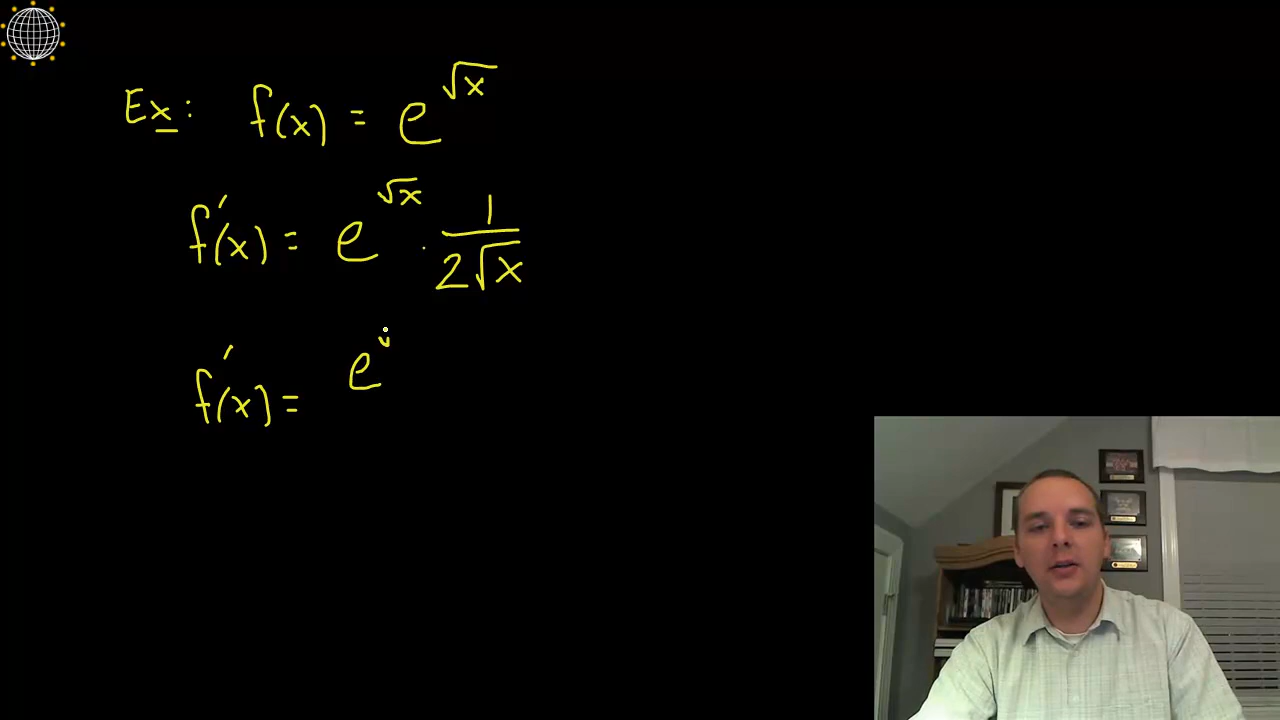 Ex: f(x) = e^√x
f'(x) = e^√x · 1/(2√x)
f'(x) = e